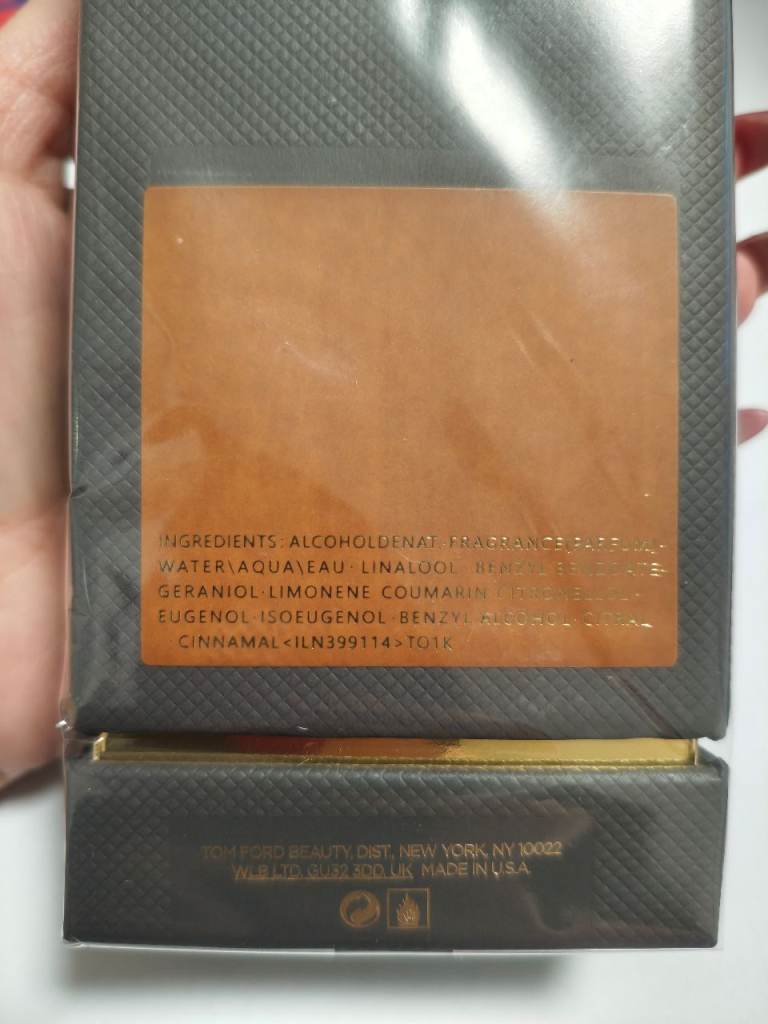 INGREDIENTS: ALCOHOLDENAT.·FRAGRANCE(PARFUM)·
WATER\AQUA\EAU·LINALOOL BENZYL BENZOATE·
GERANIOL·LIMONENE COUMARIN CITRONELLOL·
EUGENOL·ISOEUGENOL·BENZYL ALCOHOL·CITRAL
·CINNAMAL<ILN399114>TO1K
TOM FORD BEAUTY, DIST., NEW YORK, NY 10022
WLB LTD, GU32 3DD, UK MADE IN U.S.A.